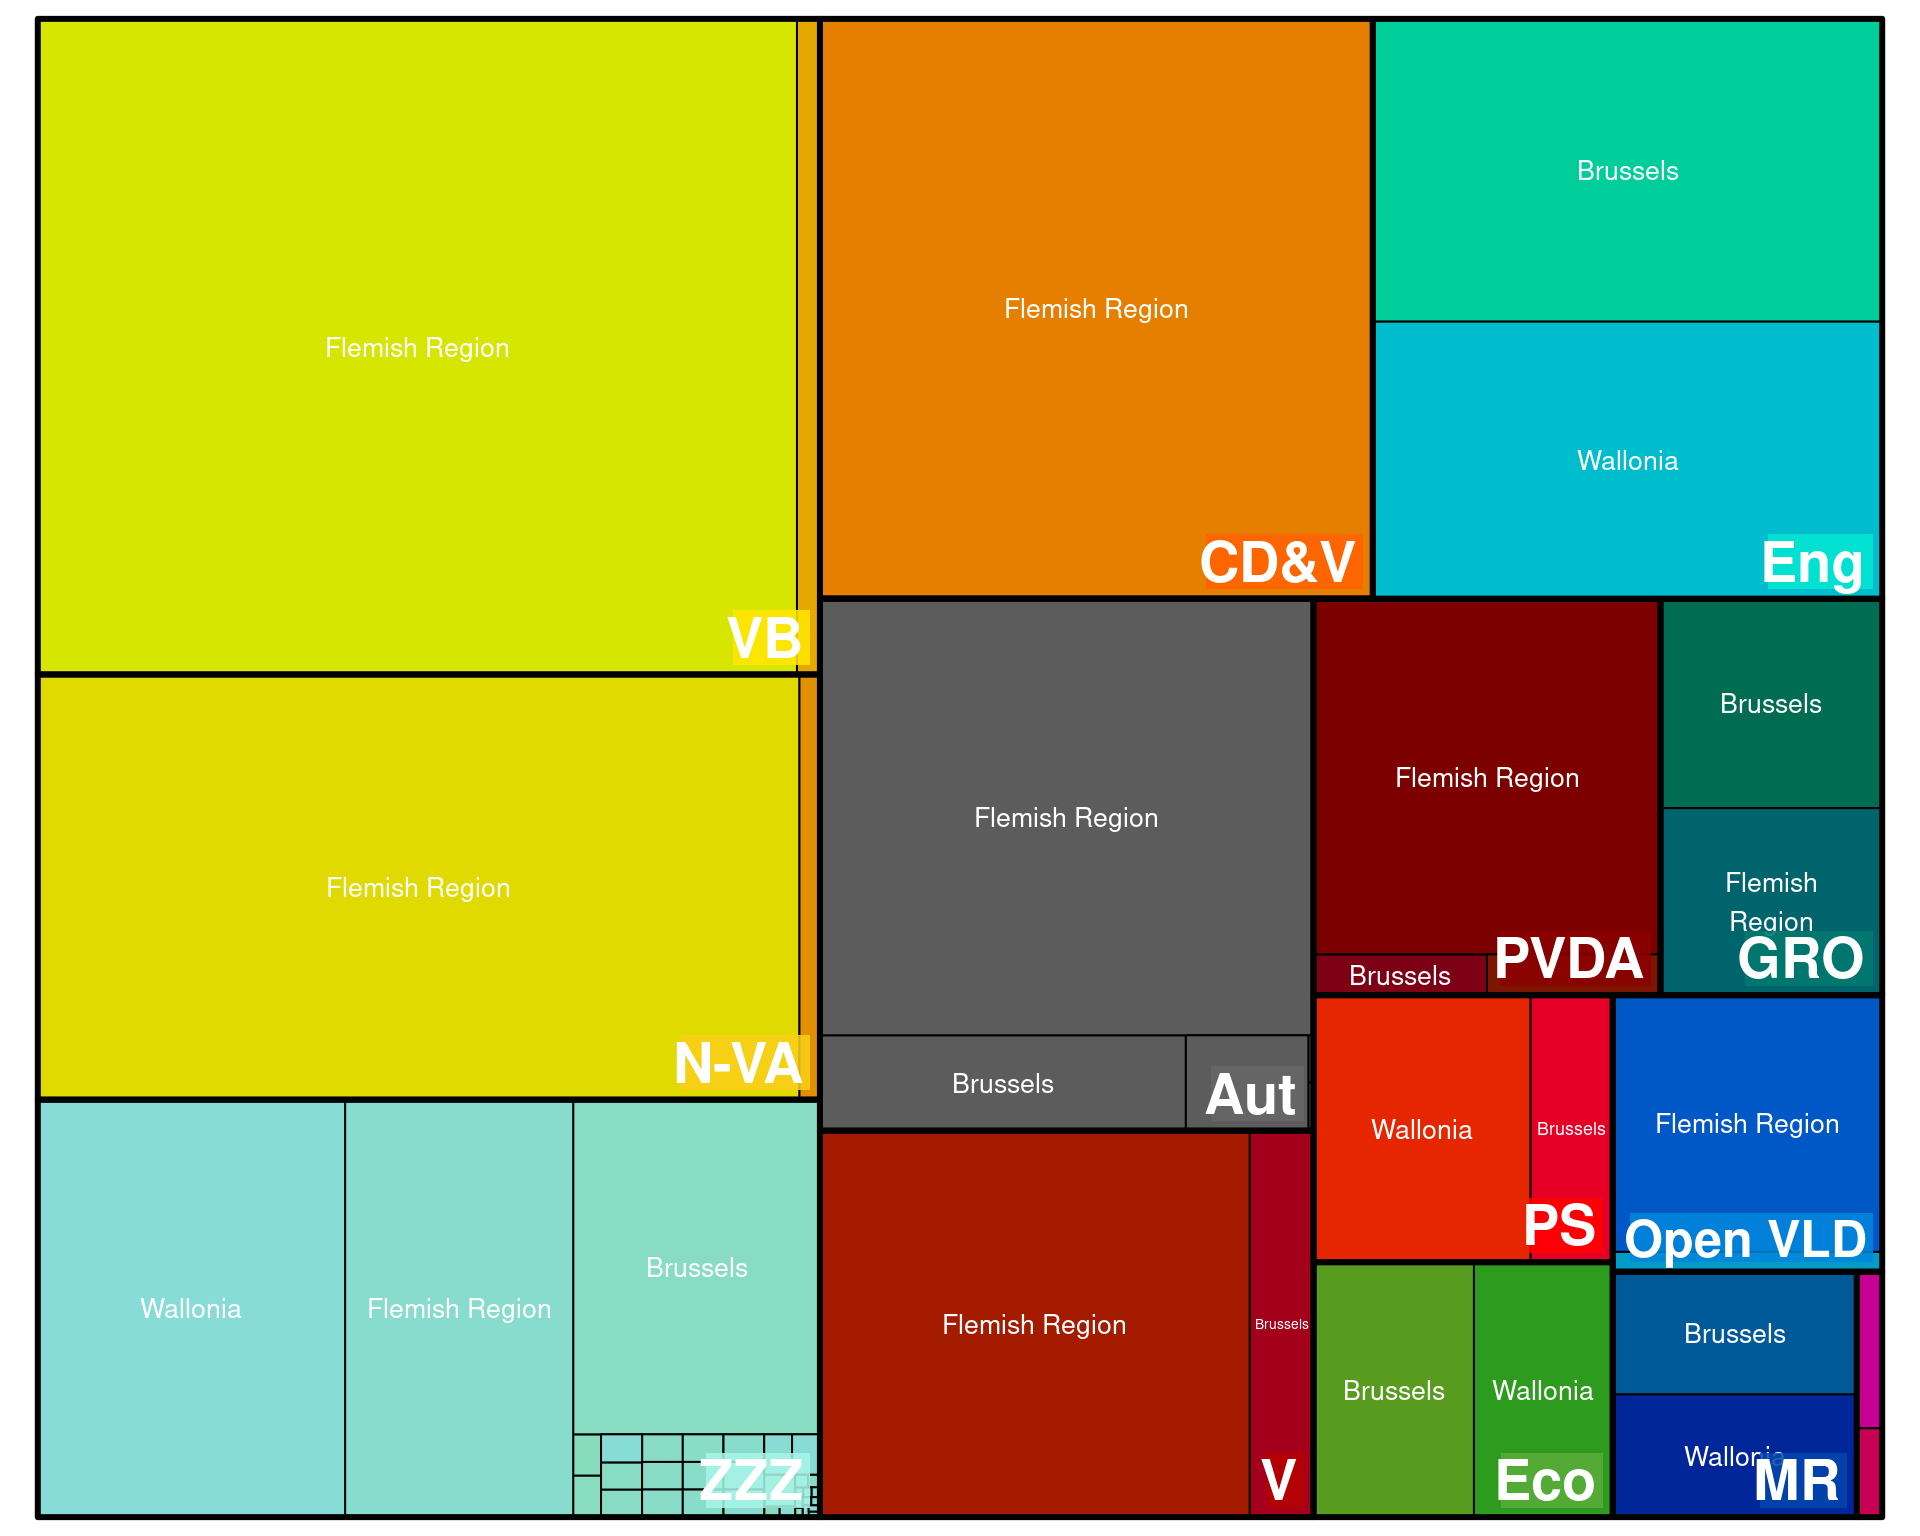 Flemish Region
VB
Flemish Region
N-VA
Wallonia
Flemish Region
Brussels
ZZZ
Flemish Region
CD&V
Brussels
Wallonia
Eng
Flemish Region
Brussels
Aut
Flemish Region
Brussels
V
Flemish Region
Brussels
PVDA
Brussels
Flemish
Region
GRO
Wallonia
Brussels
PS
Flemish Region
Open VLD
Brussels
Wallonia
Eco
Brussels
Wallonia
MR